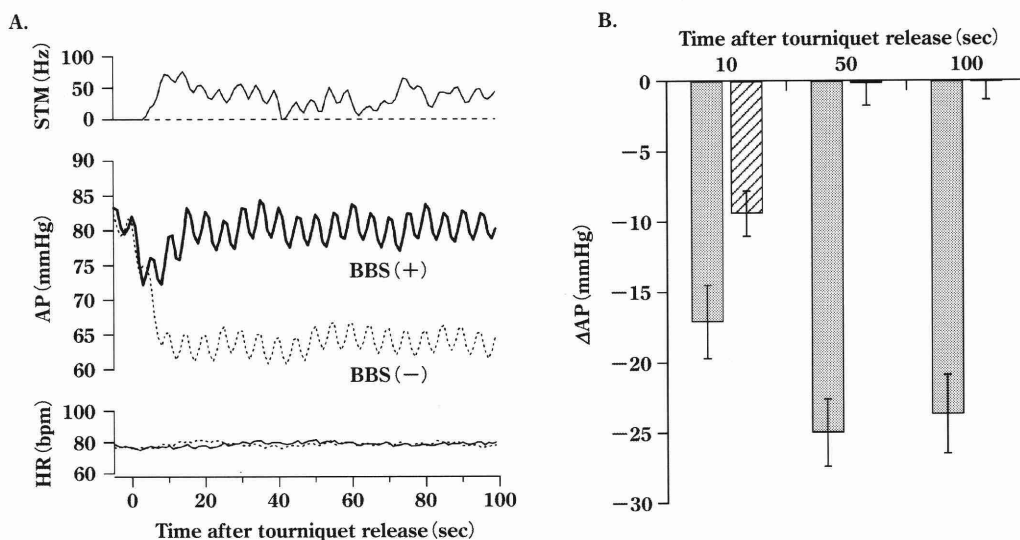 A.
STM (Hz)
100
50
0
AP (mmHg)
90
85
80
75
70
65
60
BBS (+)
BBS (−)
HR (bpm)
100
80
60
0 20 40 60 80 100
Time after tourniquet release (sec)
B.
Time after tourniquet release (sec)
10 50 100
ΔAP (mmHg)
0
−5
−10
−15
−20
−25
−30